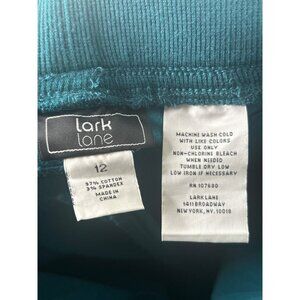 lark
lane
12
97% COTTON
3% SPANDEX
MADE IN
CHINA
MACHINE WASH COLD
WITH LIKE COLORS
USE ONLY
NON-CHLORINE BLEACH
WHEN NEEDED
TUMBLE DRY LOW
LOW IRON IF NECESSARY
RN 107680
LARKLANE
1411 BROADWAY
NEW YORK, NY. 10018